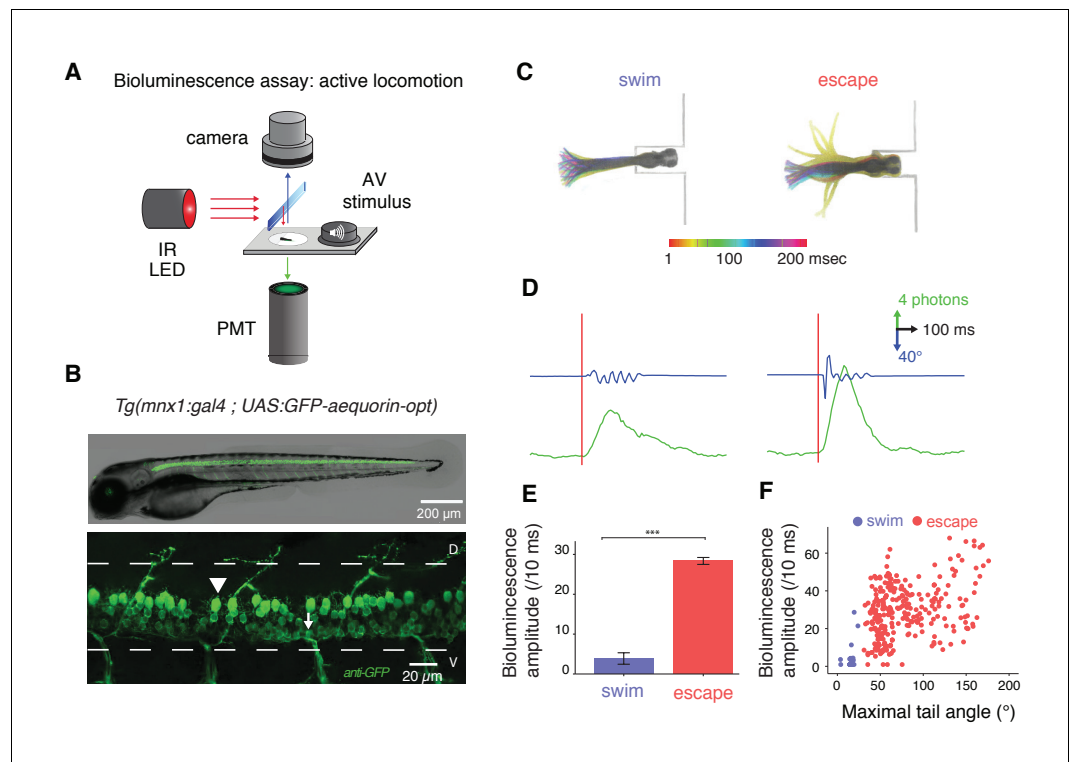 A
Bioluminescence assay: active locomotion
camera
AV
stimulus
IR
LED
PMT
B
Tg(mnx1:gal4 ; UAS:GFP-aequorin-opt)
200 µm
D
V
anti-GFP
20 µm
C
swim
escape
1
100
200 msec
D
4 photons
100 ms
40°
E
Bioluminescence
amplitude (/10 ms)
30
20
10
0
***
swim
escape
F
swim
escape
Bioluminescence
amplitude (/10 ms)
60
40
20
0
0
50
100
150
200
Maximal tail angle (°)